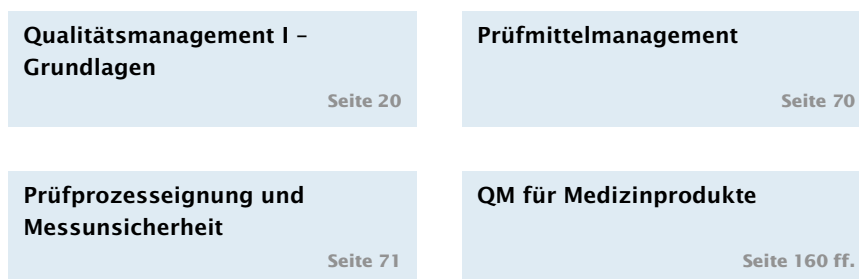 Qualitätsmanagement I –
Grundlagen
Seite 20
Prüfmittelmanagement
Seite 70
Prüfprozesseignung und
Messunsicherheit
Seite 71
QM für Medizinprodukte
Seite 160 ff.